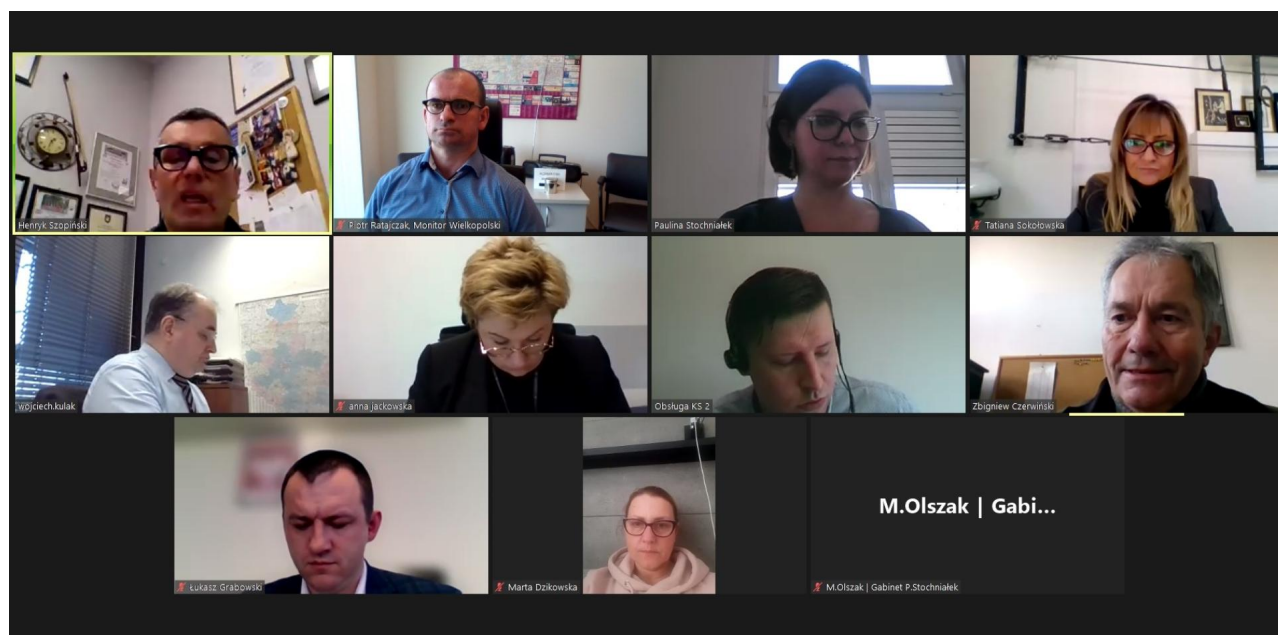 Henryk Szopiński
Piotr Ratajczak, Monitor Wielkopolski
Paulina Stochniałek
Tatiana Sokołowska
wojciech.kulak
anna.jackowska
Obsługa KS 2
Zbigniew Czerwiński
Łukasz Grabowski
Marta Dzikowska
M.Olszak | Gabi...
M.Olszak | Gabinet P.Stochniałek